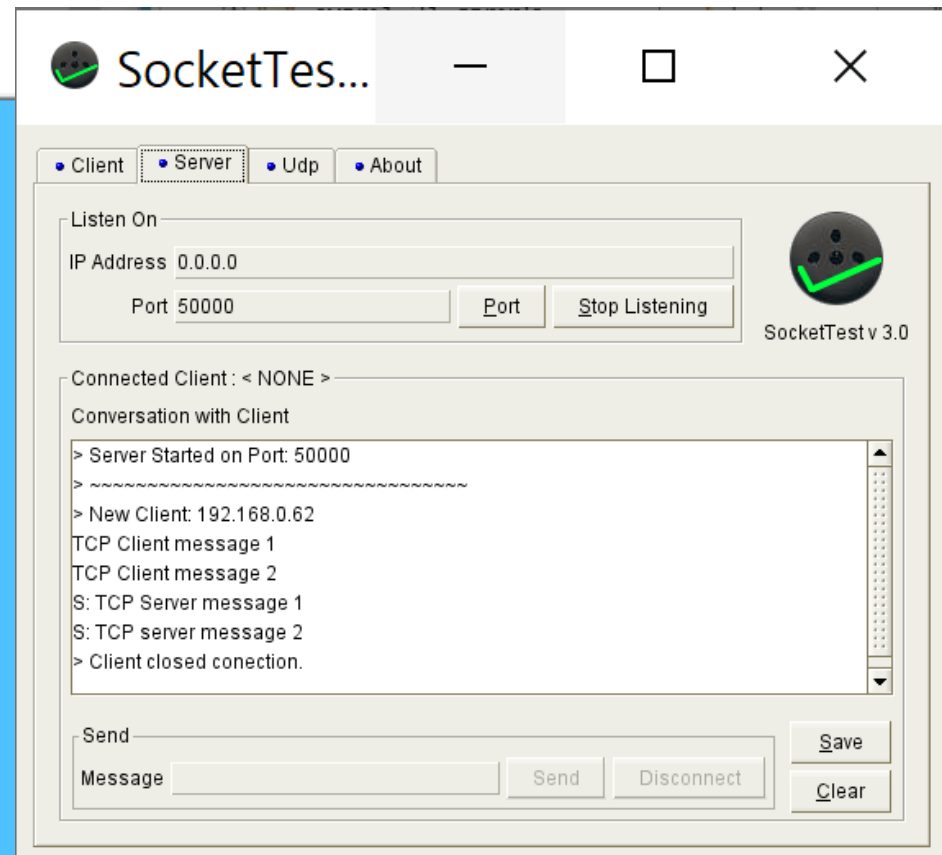 SocketTes...
Client Server Udp About
Listen On
IP Address 0.0.0.0
Port 50000 Port Stop Listening
SocketTest v 3.0
Connected Client : < NONE >
Conversation with Client
> Server Started on Port: 50000
> ~~~~~~~~~~~~~~~~~~~~~~~~~~~~~~~~~
> New Client: 192.168.0.62
TCP Client message 1
TCP Client message 2
S: TCP Server message 1
S: TCP server message 2
> Client closed conection.
Send
Save
Message Send Disconnect
Clear